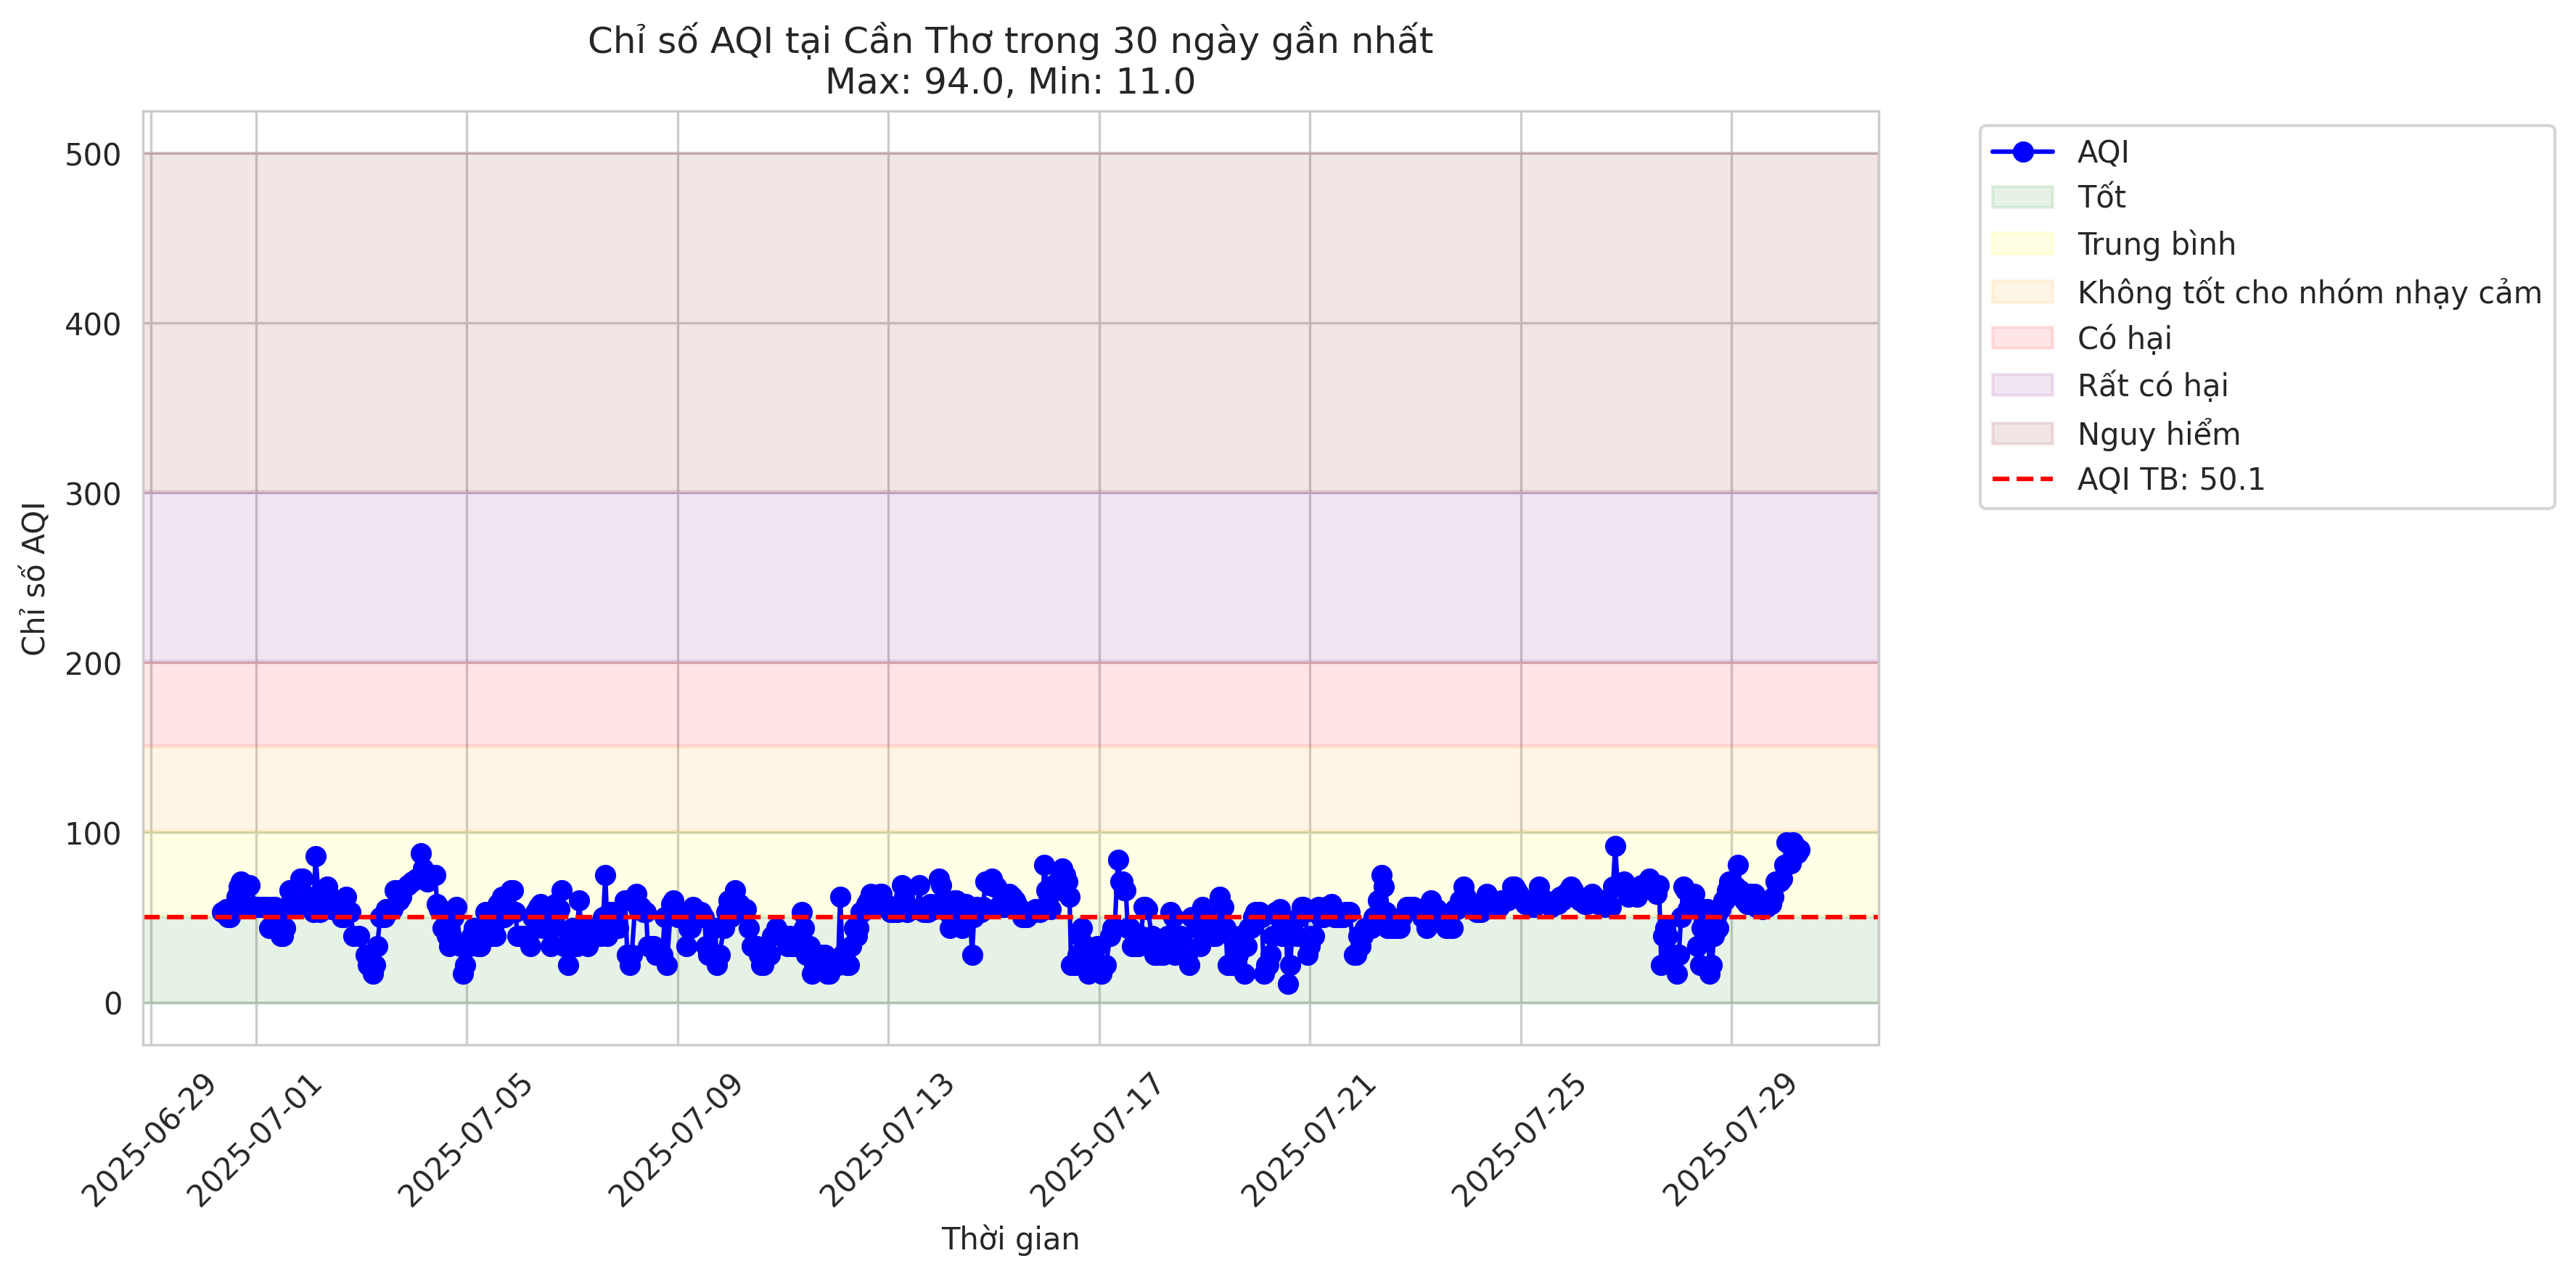 Chỉ số AQI tại Cần Thơ trong 30 ngày gần nhất
Max: 94.0, Min: 11.0
Chỉ số AQI
500
400
300
200
100
0
2025-06-29
2025-07-01
2025-07-05
2025-07-09
2025-07-13
2025-07-17
2025-07-21
2025-07-25
2025-07-29
Thời gian
AQI
Tốt
Trung bình
Không tốt cho nhóm nhạy cảm
Có hại
Rất có hại
Nguy hiểm
AQI TB: 50.1